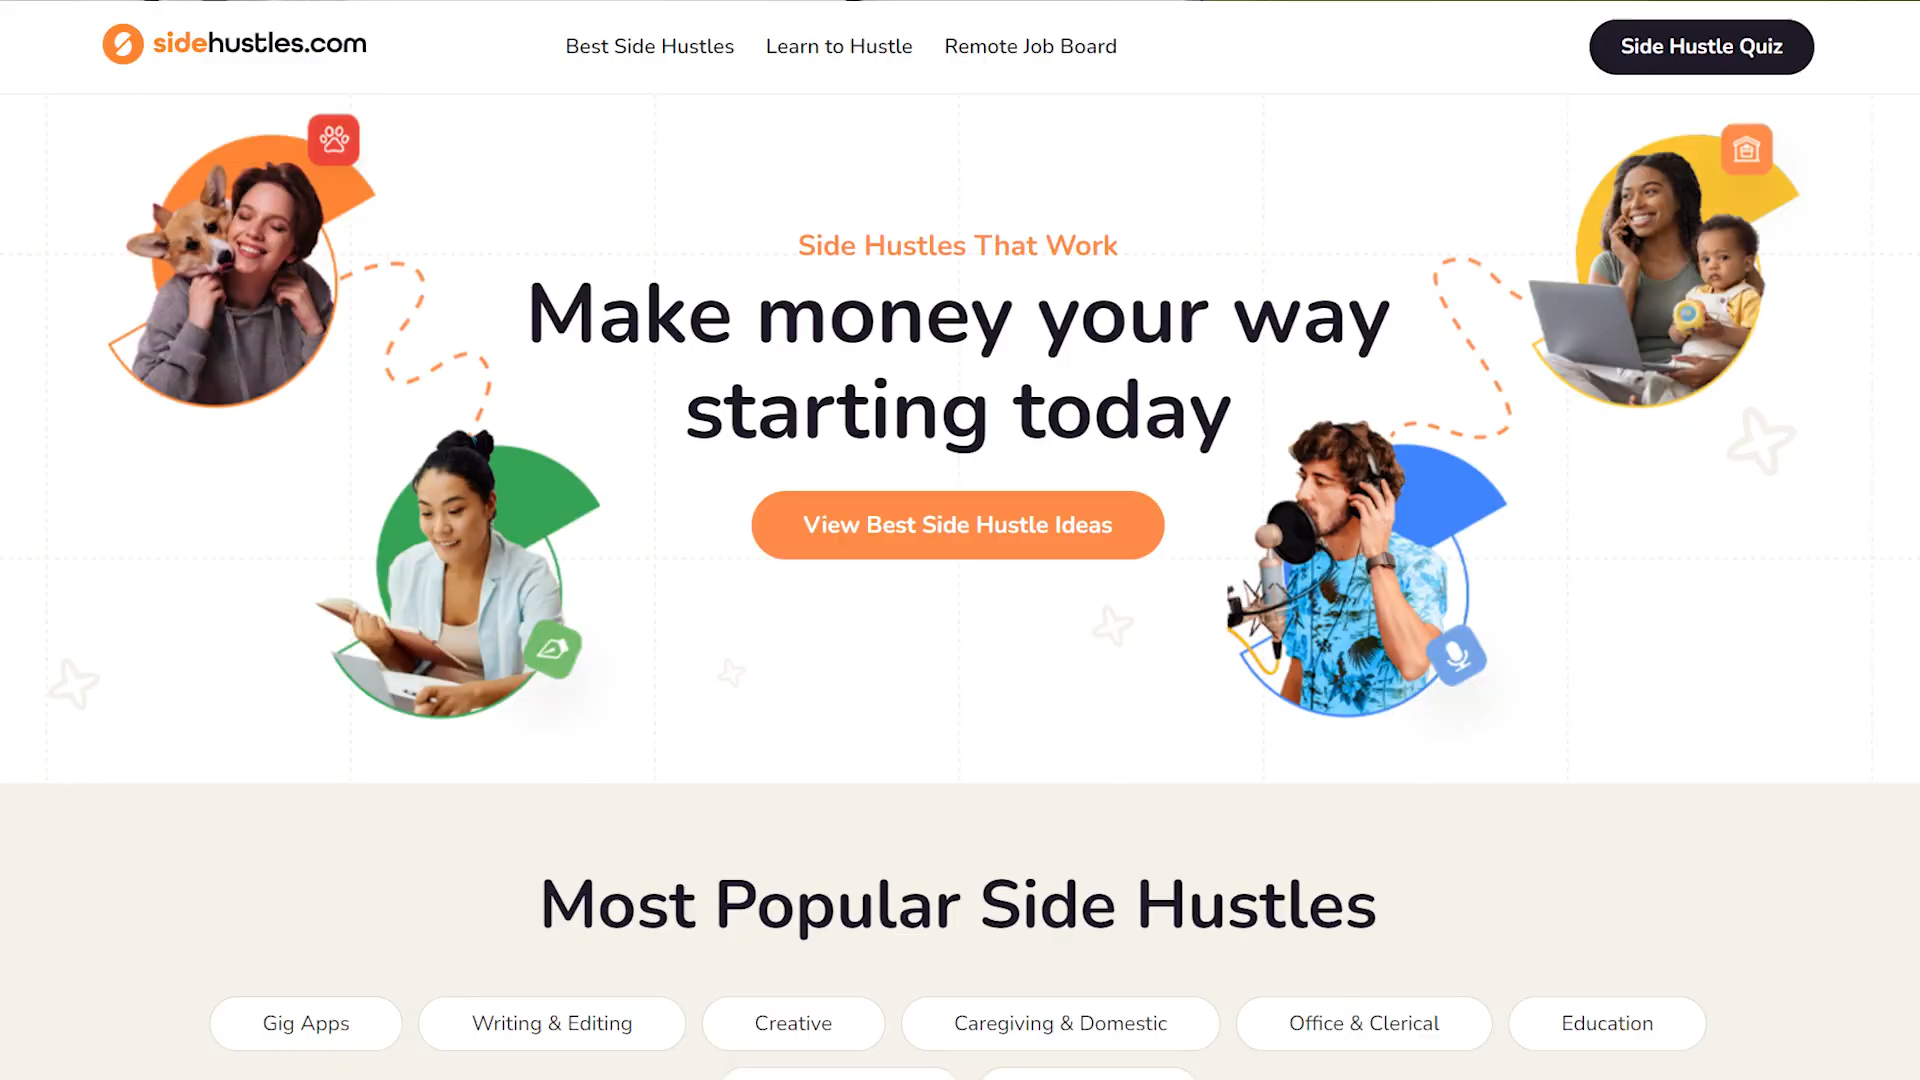 sidehustles.com
Best Side Hustles
Learn to Hustle
Remote Job Board
Side Hustle Quiz
Side Hustles That Work
Make money your way
starting today
View Best Side Hustle Ideas
Most Popular Side Hustles
Gig Apps
Writing & Editing
Creative
Caregiving & Domestic
Office & Clerical
Education